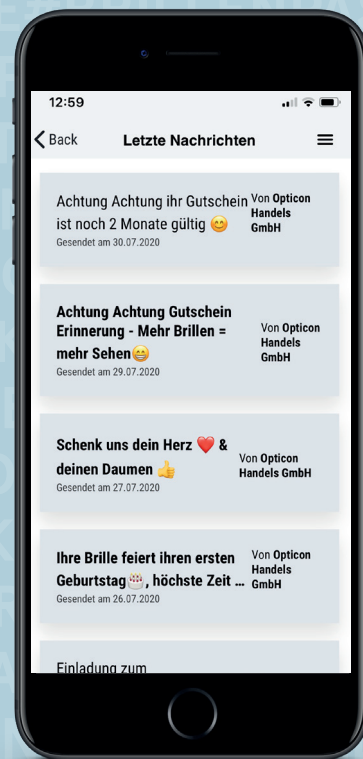 12:59
Back
Letzte Nachrichten
Achtung Achtung ihr Gutschein
ist noch 2 Monate gültig 😊
Gesendet am 30.07.2020
Von Opticon
Handels
GmbH
Achtung Achtung Gutschein
Erinnerung - Mehr Brillen =
mehr Sehen😁
Gesendet am 29.07.2020
Von Opticon
Handels
GmbH
Schenk uns dein Herz ❤️ &
deinen Daumen 👍
Gesendet am 27.07.2020
Von Opticon
Handels GmbH
Ihre Brille feiert ihren ersten
Geburtstag🎂, höchste Zeit ...
Gesendet am 26.07.2020
Von Opticon
Handels
GmbH
Einladung zum